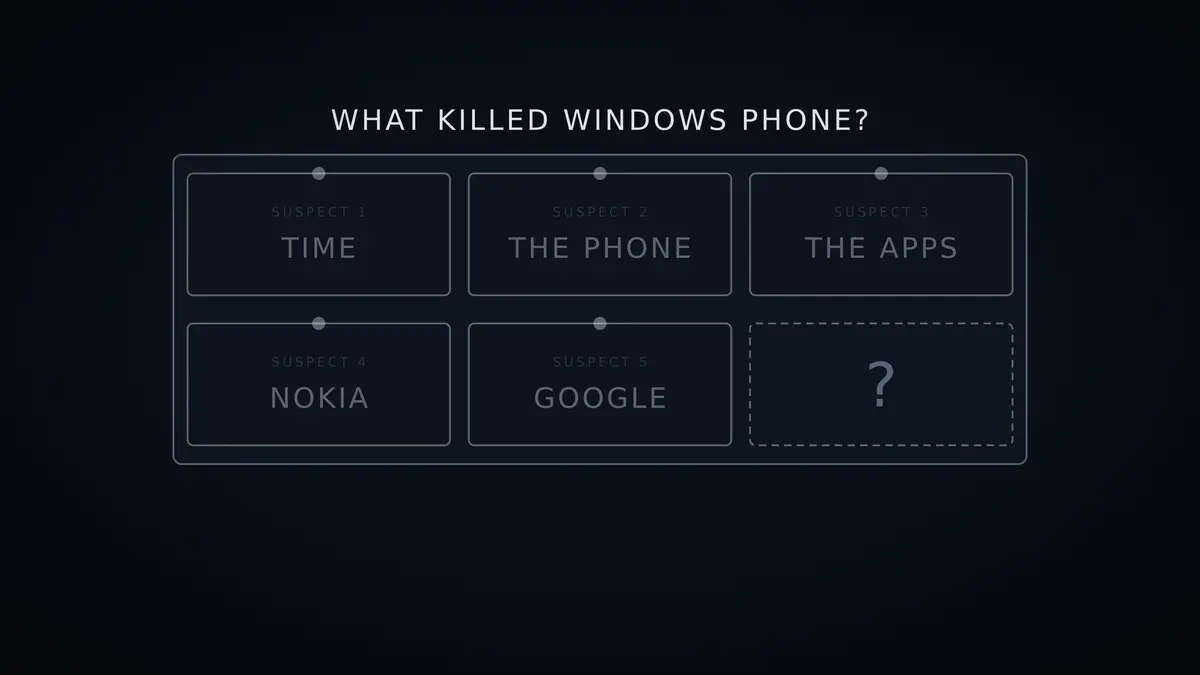 WHAT KILLED WINDOWS PHONE?
SUSPECT 1
TIME
SUSPECT 2
THE PHONE
SUSPECT 3
THE APPS
SUSPECT 4
NOKIA
SUSPECT 5
GOOGLE
?